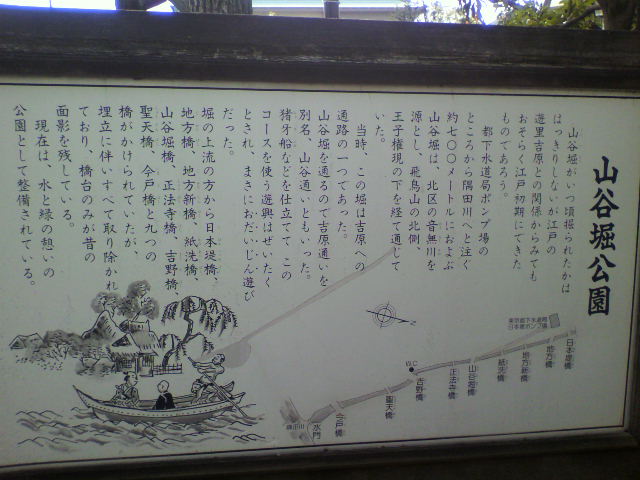 山谷堀公園
山谷堀がいつ頃掘られたかは
はっきりしないが江戸の
遊里吉原との関係からみても
おそらく江戸初期にできた
ものであろう。
都下水道局ポンプ場の
ところから隅田川へと注ぐ
約七〇〇メートルにおよぶ
山谷堀は、北区の音無川を
源とし、飛鳥山の北側、
王子権現の下を経て通じて
いた。
当時、この堀は吉原への
通路の一つであった。
山谷堀を通るので吉原通いを
別名、山谷通いともいった。
猪牙船などを仕立てて この
コースを使う遊興はぜいたく
とされ、まさにおだいじん遊び
だった。
堀の上流の方から日本堤橋、
地方橋、地方新橋、紙洗橋、
山谷堀橋、正法寺橋、吉野橋
聖天橋、今戸橋と九つの
橋がかけられていたが、
埋立に伴いすべて取り除かれ
ており、橋台のみが昔の
面影を残している。
現在は、水と緑の憩いの
公園として整備されている。
東京都下水道局
日本堤ポンプ場
日本堤橋
地方橋
地方新橋
紙洗橋
山谷堀橋
正法寺橋
吉野橋
WC
聖天橋
今戸橋
水門
隅田川